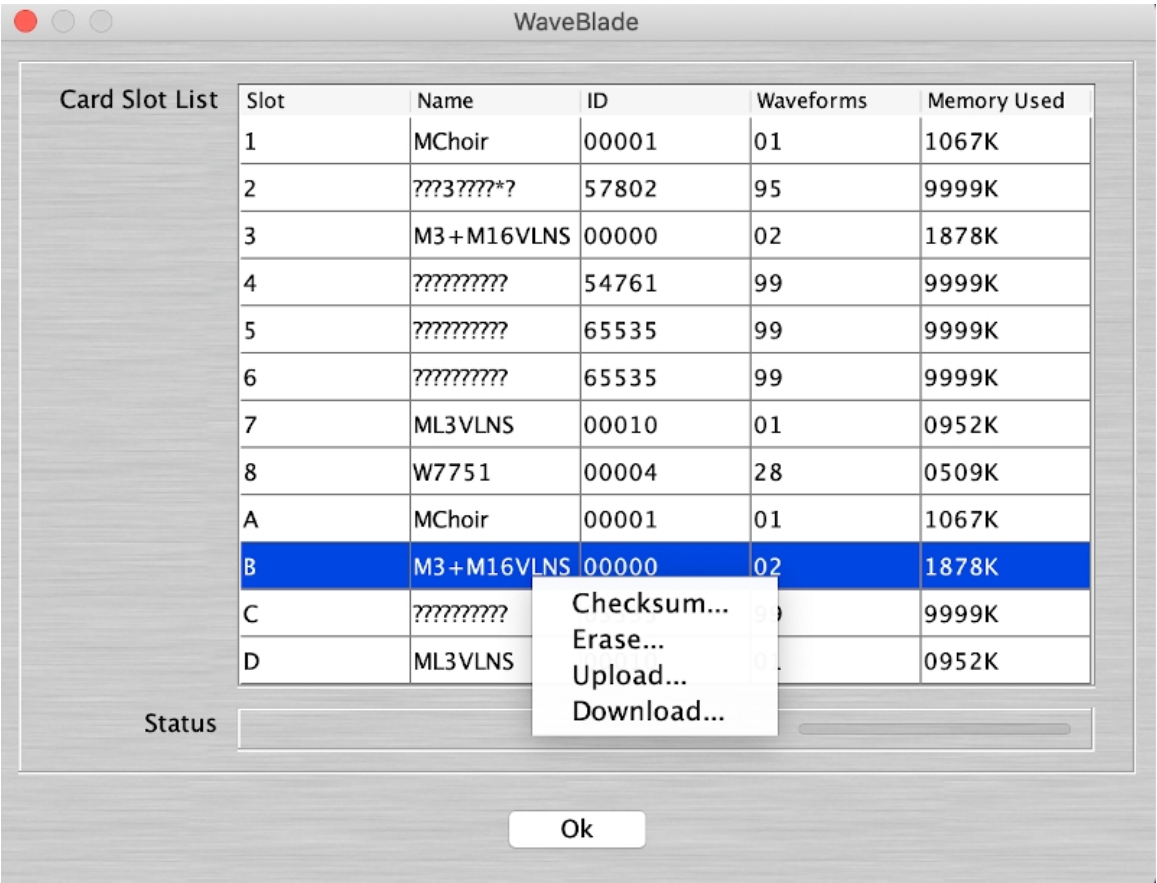 WaveBlade
Card Slot List
Slot Name ID Waveforms Memory Used
1 MChoir 00001 01 1067K
2 ???3????*? 57802 95 9999K
3 M3+M16VLNS 00000 02 1878K
4 ?????????? 54761 99 9999K
5 ?????????? 65535 99 9999K
6 ?????????? 65535 99 9999K
7 ML3VLNS 00010 01 0952K
8 W7751 00004 28 0509K
A MChoir 00001 01 1067K
B M3+M16VLNS 00000 02 1878K
C ?????????? 9999K
D ML3VLNS 0952K
Checksum...
Erase...
Upload...
Download...
Status
Ok